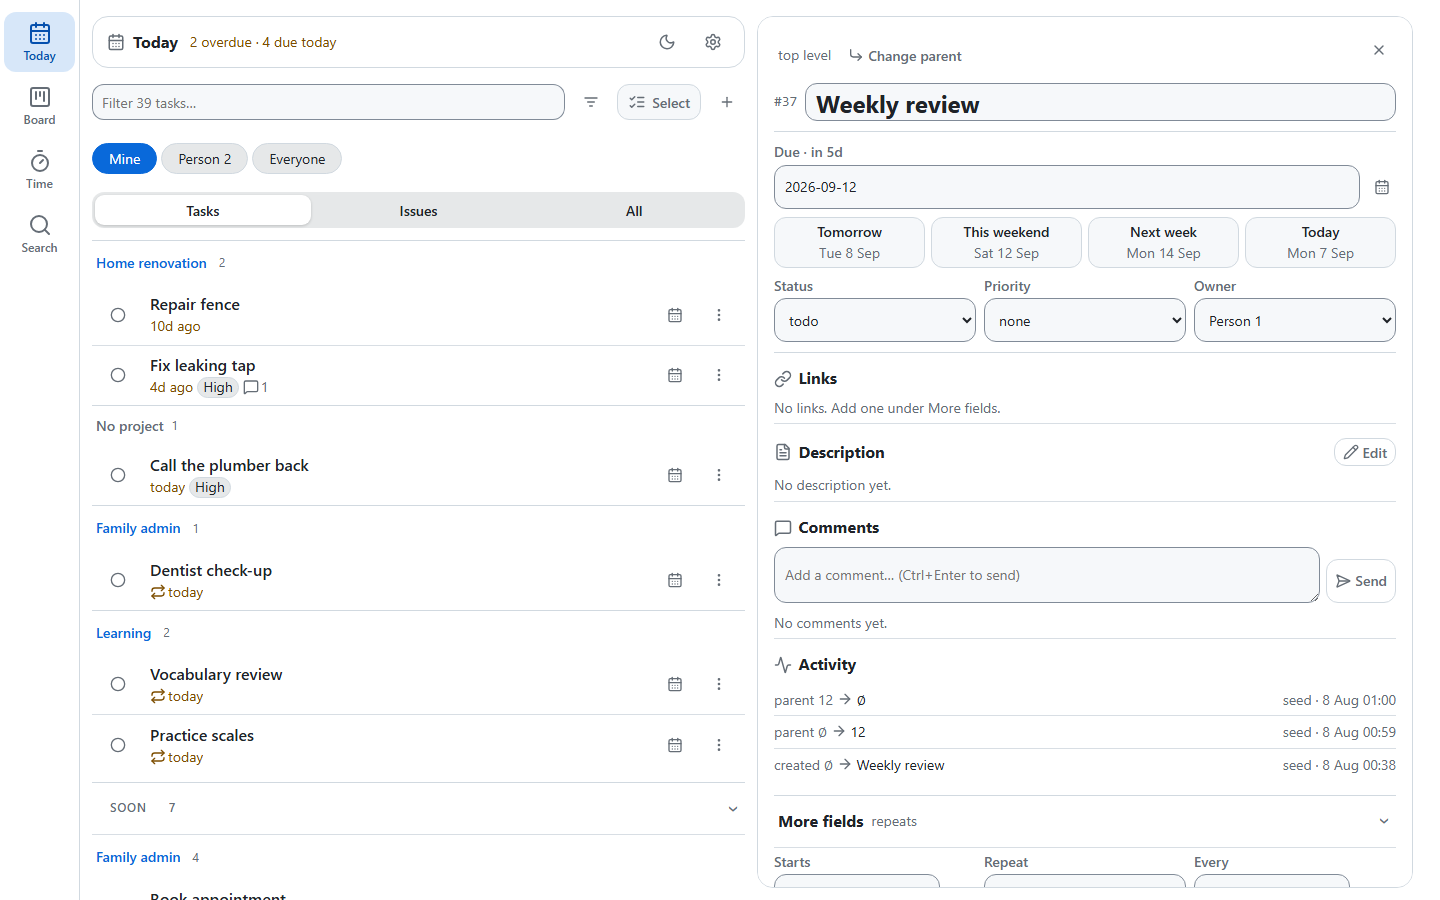 Today
Board
Time
Search
Today 2 overdue · 4 due today
Filter 39 tasks...
Select
Mine
Person 2
Everyone
Tasks
Issues
All
Home renovation 2
Repair fence
10d ago
Fix leaking tap
4d ago High 1
No project 1
Call the plumber back
today High
Family admin 1
Dentist check-up
today
Learning 2
Vocabulary review
today
Practice scales
today
SOON 7
Family admin 4
Book appointment
top level Change parent
#37 Weekly review
Due · in 5d
2026-09-12
Tomorrow
Tue 8 Sep
This weekend
Sat 12 Sep
Next week
Mon 14 Sep
Today
Mon 7 Sep
Status
todo
Priority
none
Owner
Person 1
Links
No links. Add one under More fields.
Description
Edit
No description yet.
Comments
Add a comment... (Ctrl+Enter to send)
Send
No comments yet.
Activity
parent 12 → ∅ seed · 8 Aug 01:00
parent ∅ → 12 seed · 8 Aug 00:59
created ∅ → Weekly review seed · 8 Aug 00:38
More fields repeats
Starts
Repeat
Every